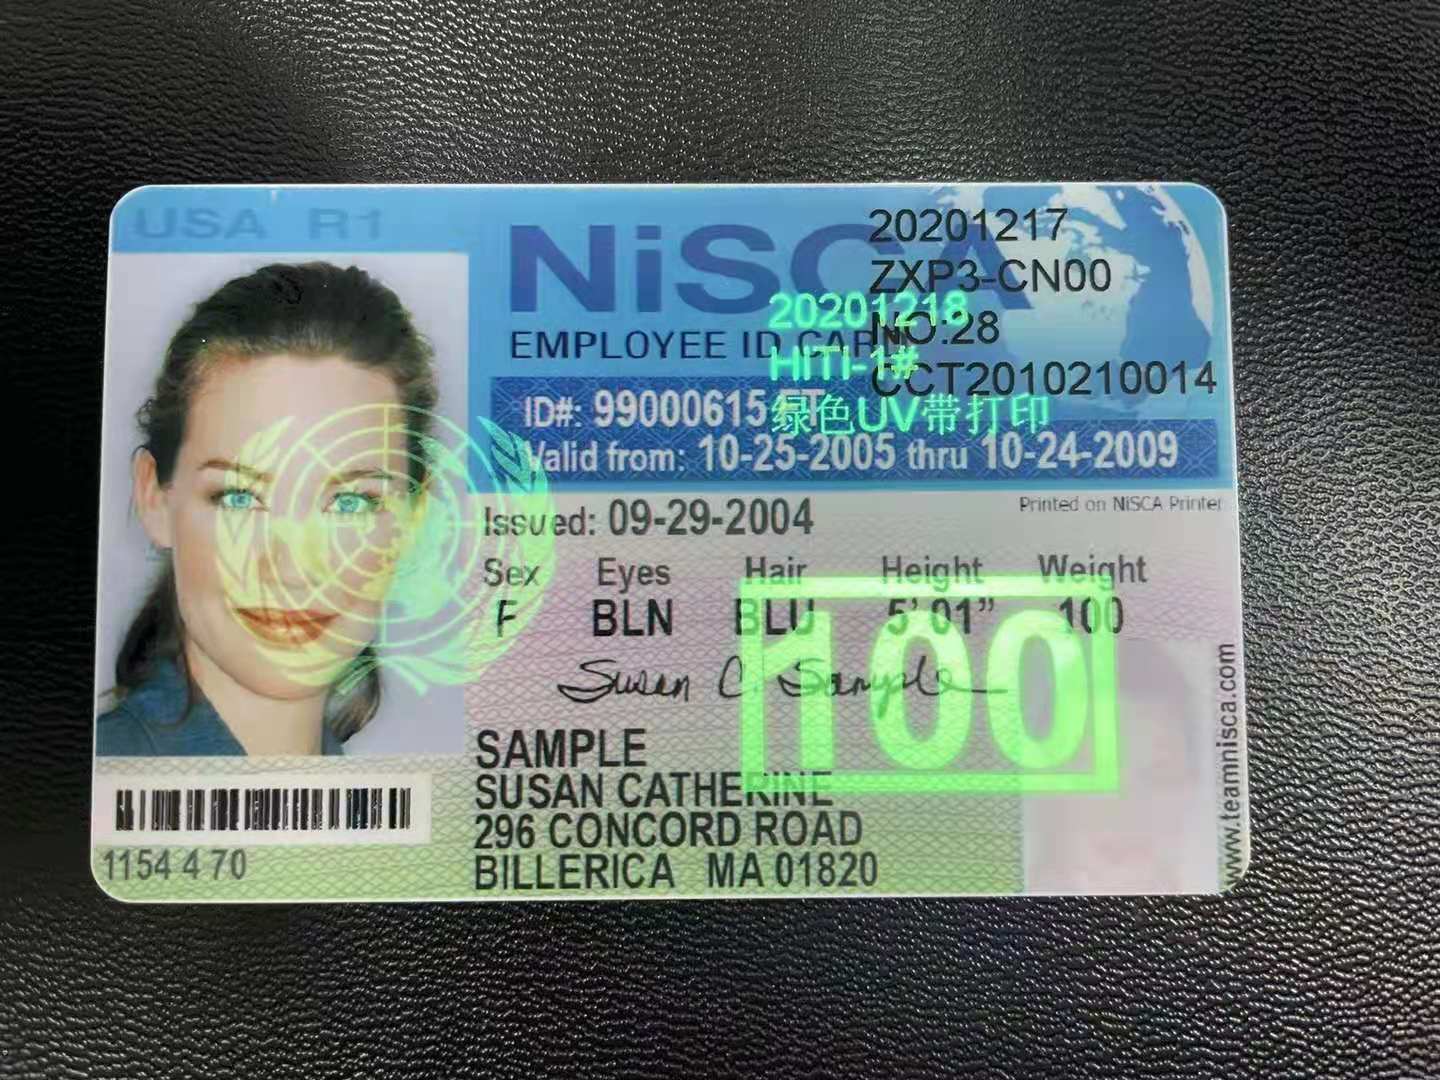 USA R1
NiSCA
20201217
ZXP3-CN00
20201218
NO:28
EMPLOYEE ID CARD
HITI-1#
CCT2010210014
ID#: 99000615
绿色UV带打印
Valid from: 10-25-2005 thru 10-24-2009
Printed on NiSCA Printer
Issued: 09-29-2004
Sex Eyes Hair Height Weight
F BLN BLU 5' 01" 100
100
Susan C. Sample
SAMPLE
SUSAN CATHERINE
296 CONCORD ROAD
BILLERICA MA 01820
1154 4 70
www.teamnisca.com